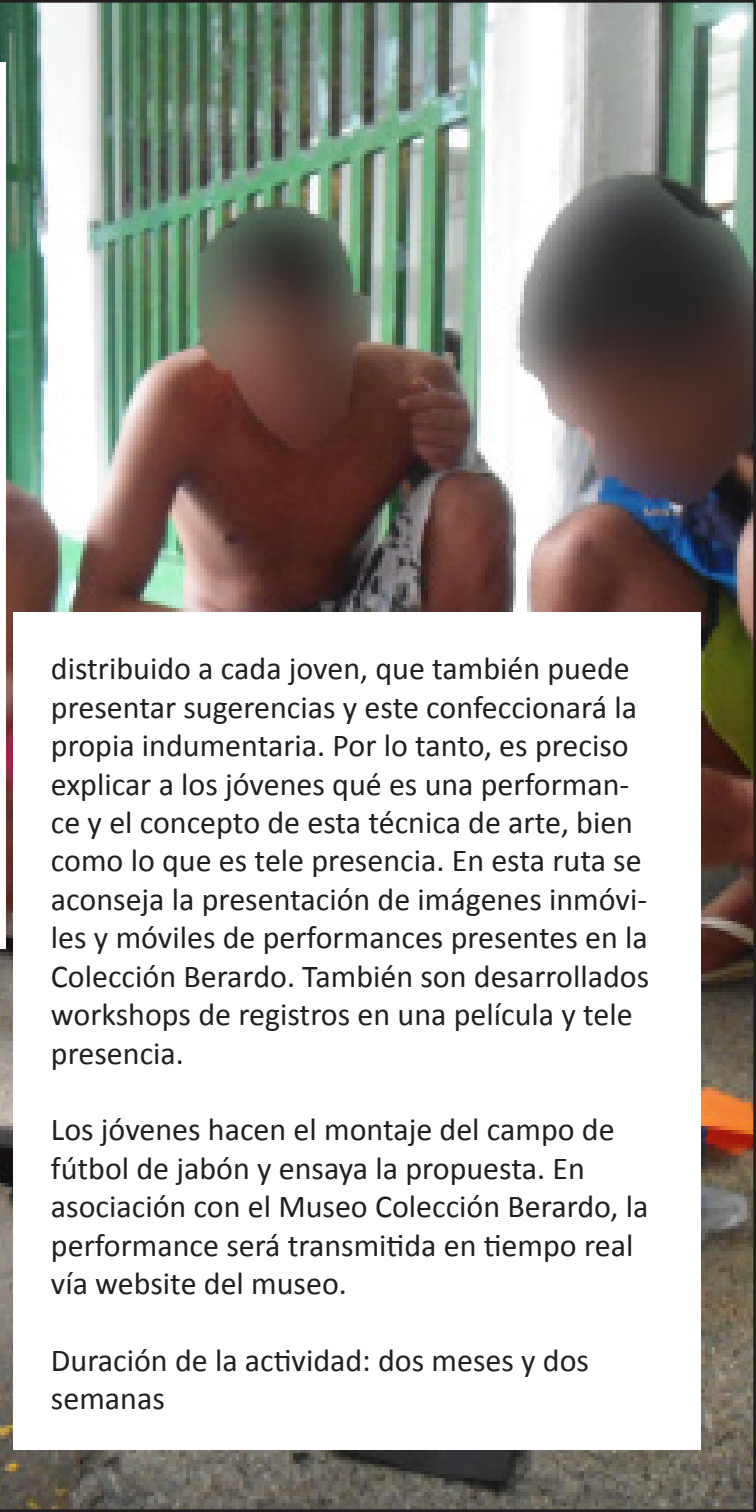 distribuido a cada joven, que también puede
presentar sugerencias y este confeccionará la
propia indumentaria. Por lo tanto, es preciso
explicar a los jóvenes qué es una performan-
ce y el concepto de esta técnica de arte, bien
como lo que es tele presencia. En esta ruta se
aconseja la presentación de imágenes inmóvi-
les y móviles de performances presentes en la
Colección Berardo. También son desarrollados
workshops de registros en una película y tele
presencia.

Los jóvenes hacen el montaje del campo de
fútbol de jabón y ensaya la propuesta. En
asociación con el Museo Colección Berardo, la
performance será transmitida en tiempo real
vía website del museo.

Duración de la actividad: dos meses y dos
semanas